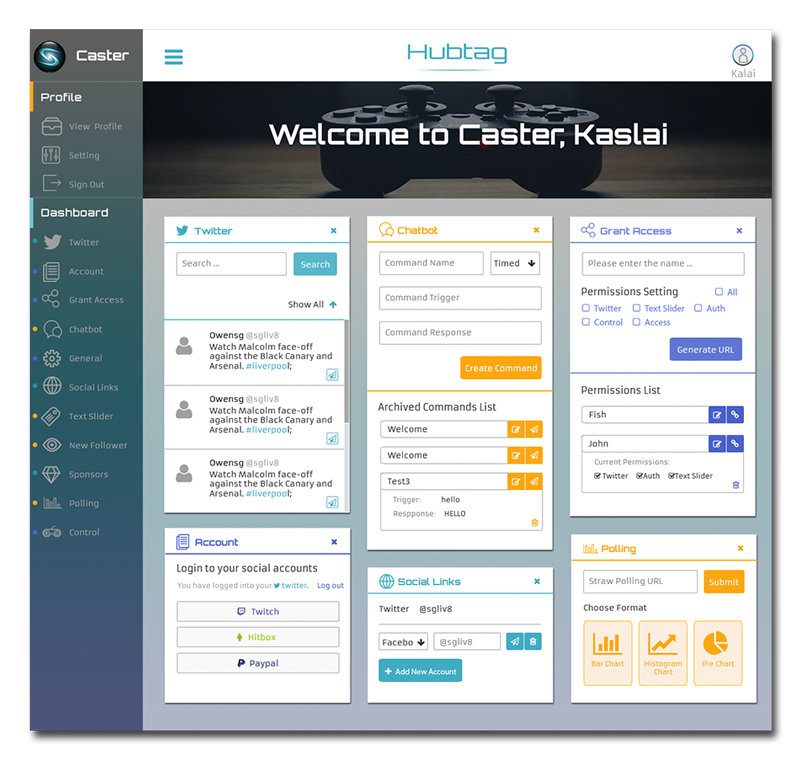 Caster
Hubtag
Kalai
Profile
View Profile
Setting
Sign Out
Dashboard
Twitter
Account
Grant Access
Chatbot
General
Social Links
Text Slider
New Follower
Sponsors
Polling
Control
Welcome to Caster, Kaslai
Twitter
Search ...
Search
Show All
Owensg @sgliv8
Watch Malcolm face-off
against the Black Canary and
Arsenal. #liverpool;
Owensg @sgliv8
Watch Malcolm face-off
against the Black Canary and
Arsenal. #liverpool;
Owensg @sgliv8
Watch Malcolm face-off
against the Black Canary and
Arsenal. #liverpool;
Account
Login to your social accounts
You have logged into your twitter. Log out
Twitch
Hitbox
Paypal
Chatbot
Command Name
Timed
Command Trigger
Command Response
Create Command
Archived Commands List
Welcome
Welcome
Test3
Trigger: hello
Respponse: HELLO
Social Links
Twitter @sgliv8
Facebo @sgliv8
+ Add New Account
Grant Access
Please enter the name ...
Permissions Setting All
Twitter Text Slider Auth
Control Access
Generate URL
Permissions List
Fish
John
Current Permissions:
Twitter Auth Text Slider
Polling
Straw Polling URL
Submit
Choose Format
Bar Chart
Histogram
Chart
Pie Chart